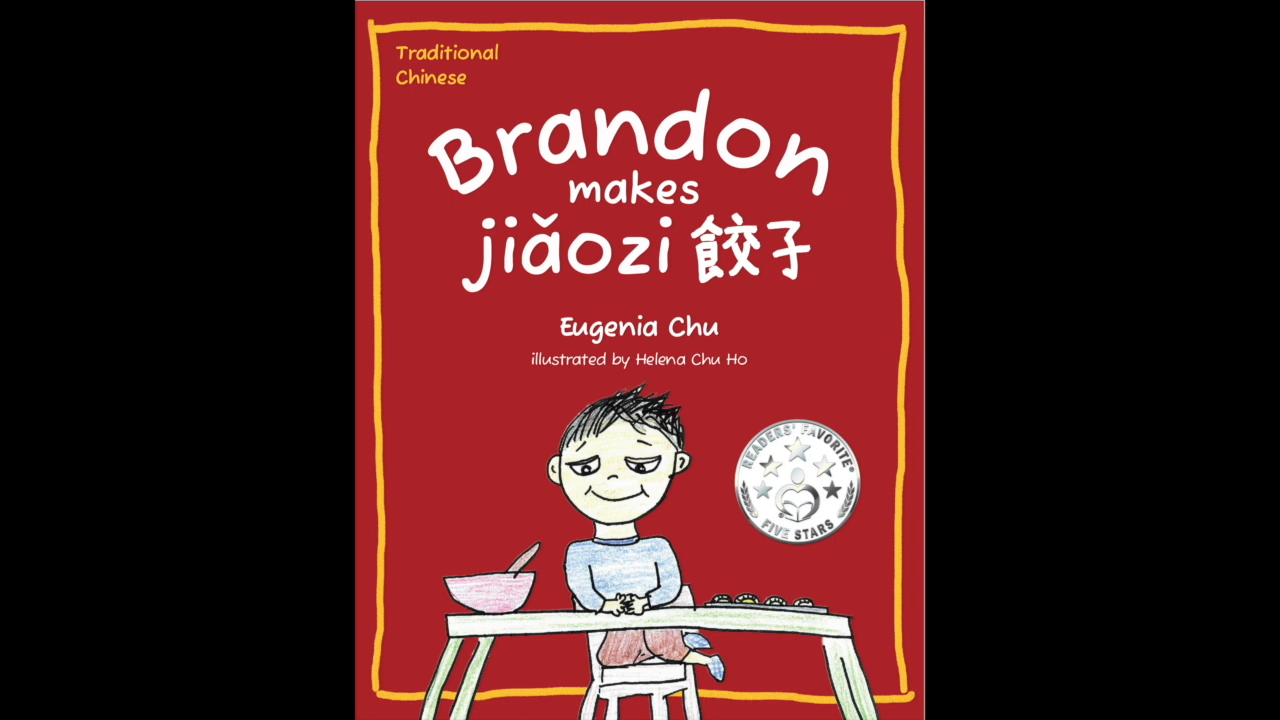 Traditional
Chinese
Brandon
makes
jiǎozi 餃子
Eugenia Chu
illustrated by Helena Chu Ho
READERS' FAVORITE®
FIVE STARS